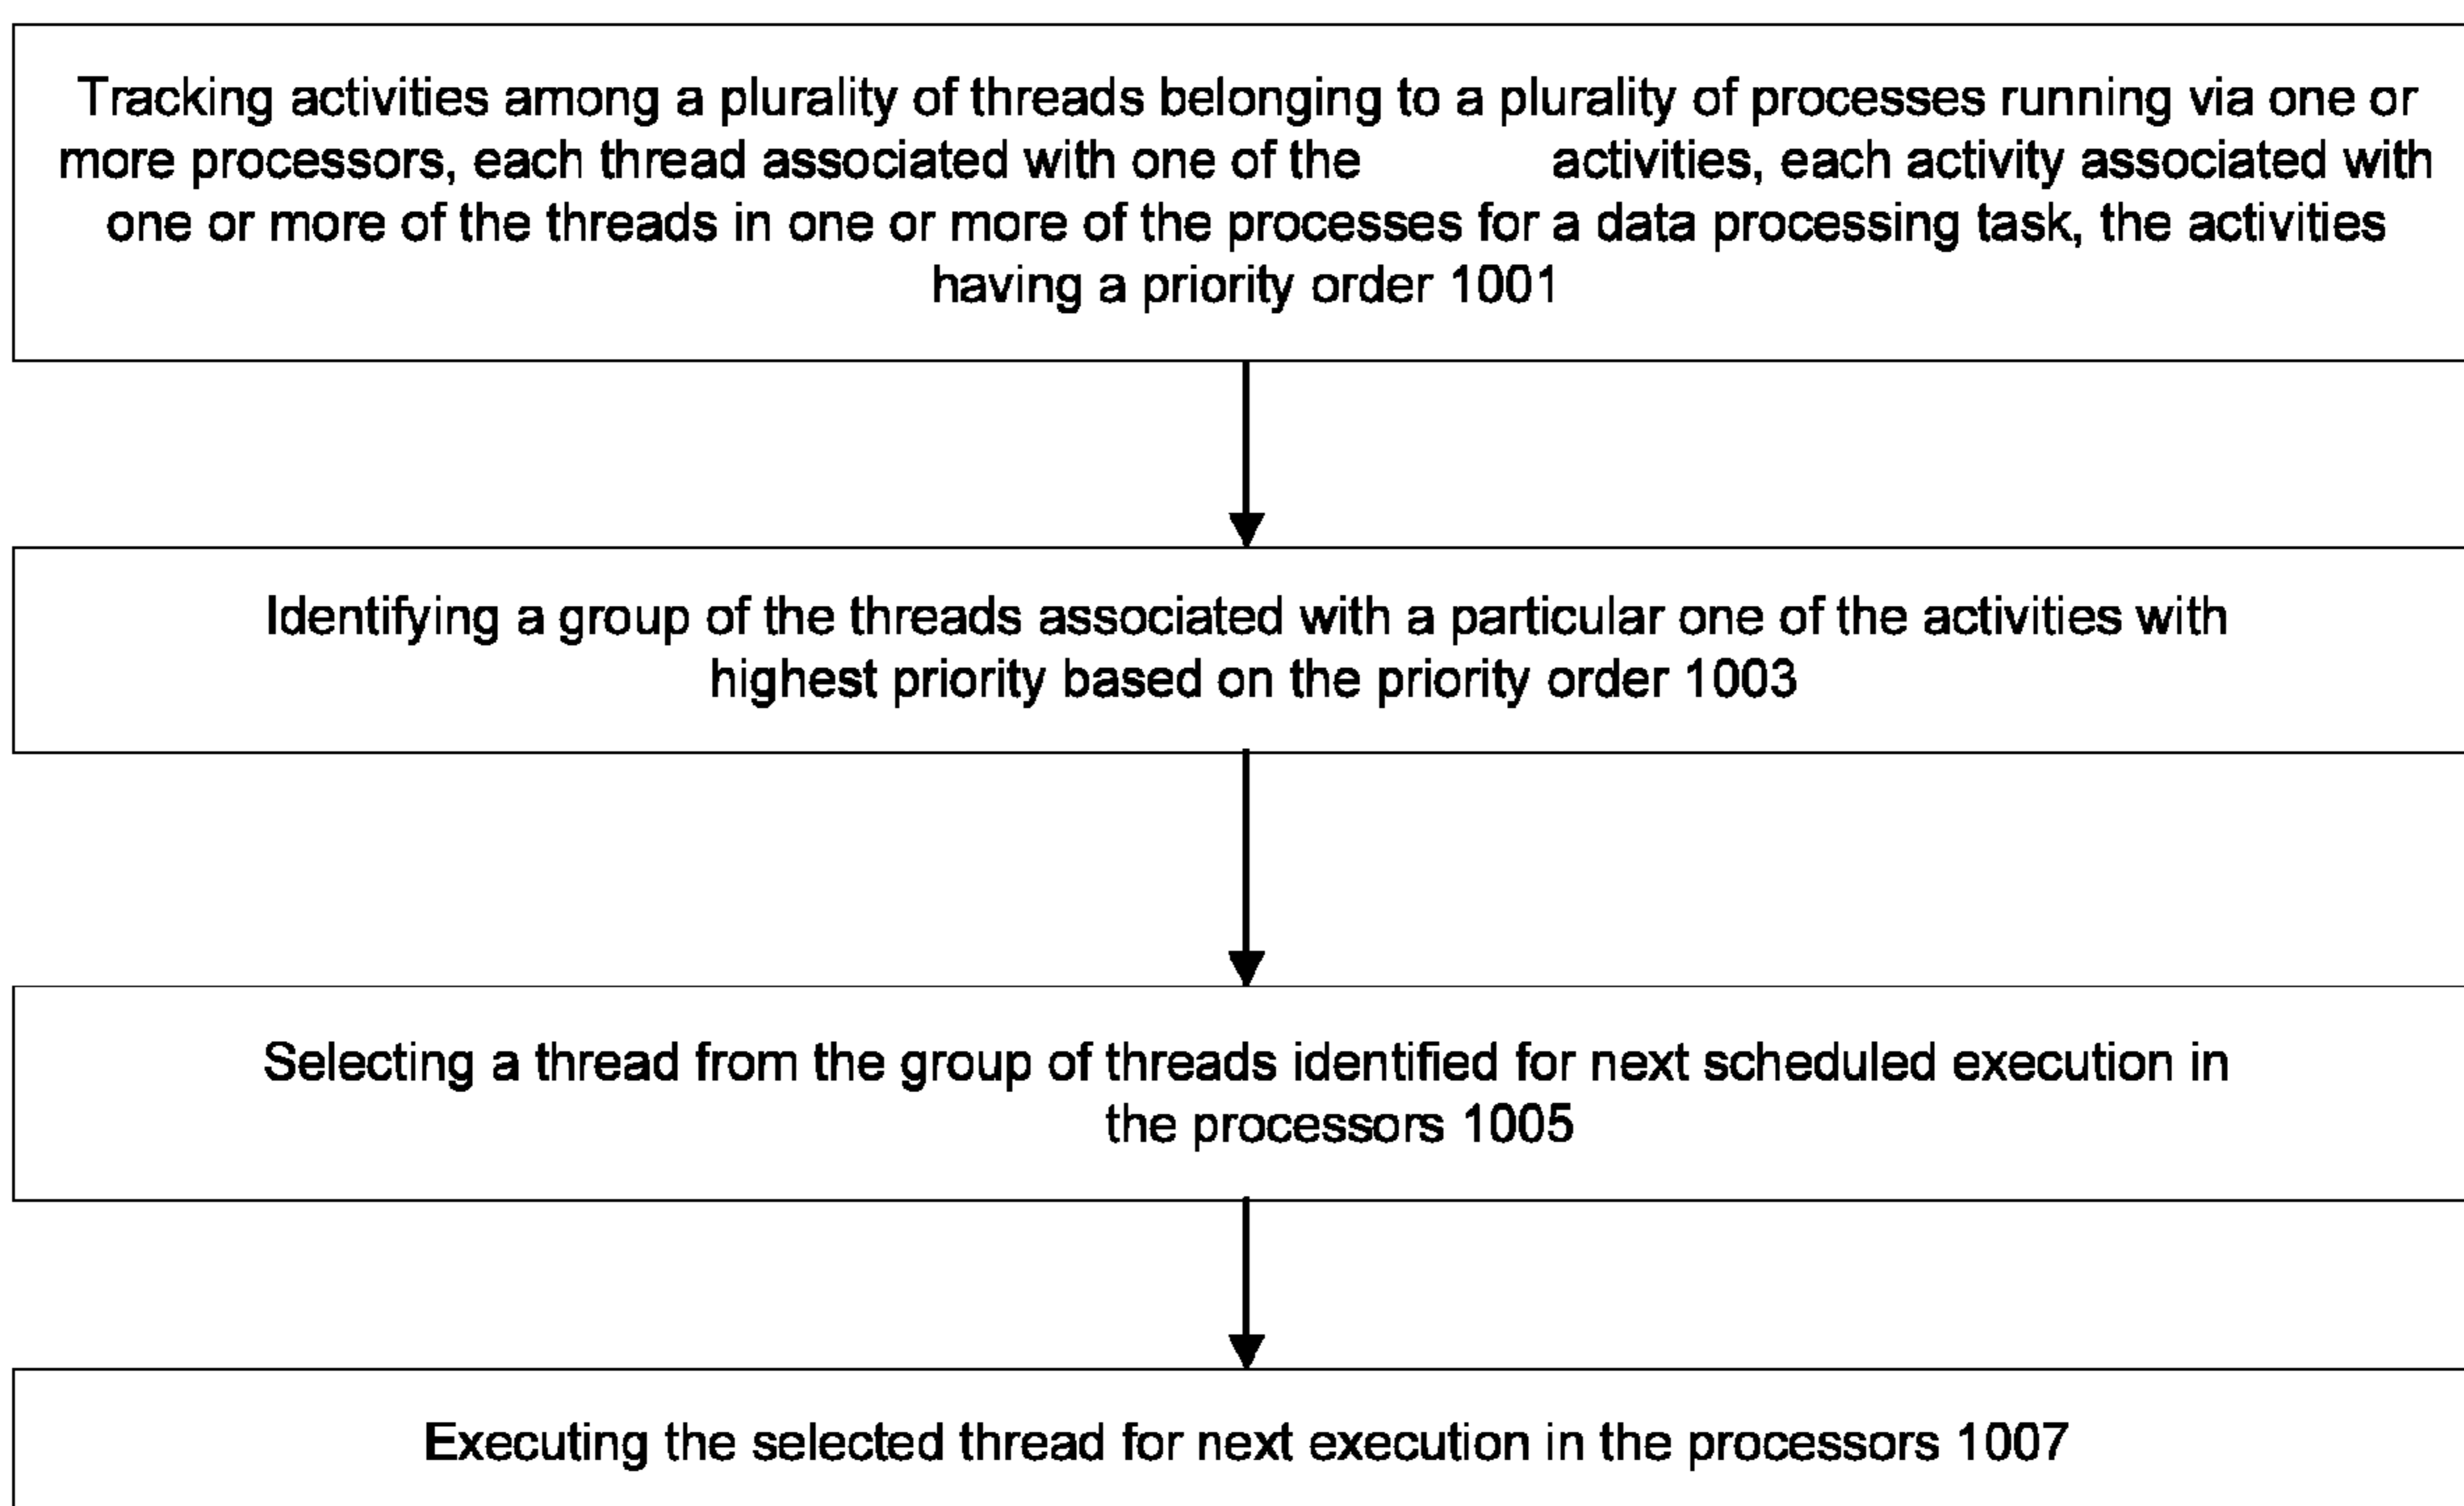 Tracking activities among a plurality of threads belonging to a plurality of processes running via one or
more processors, each thread associated with one of the activities, each activity associated with
one or more of the threads in one or more of the processes for a data processing task, the activities
having a priority order 1001
Identifying a group of the threads associated with a particular one of the activities with
highest priority based on the priority order 1003
Selecting a thread from the group of threads identified for next scheduled execution in
the processors 1005
Executing the selected thread for next execution in the processors 1007